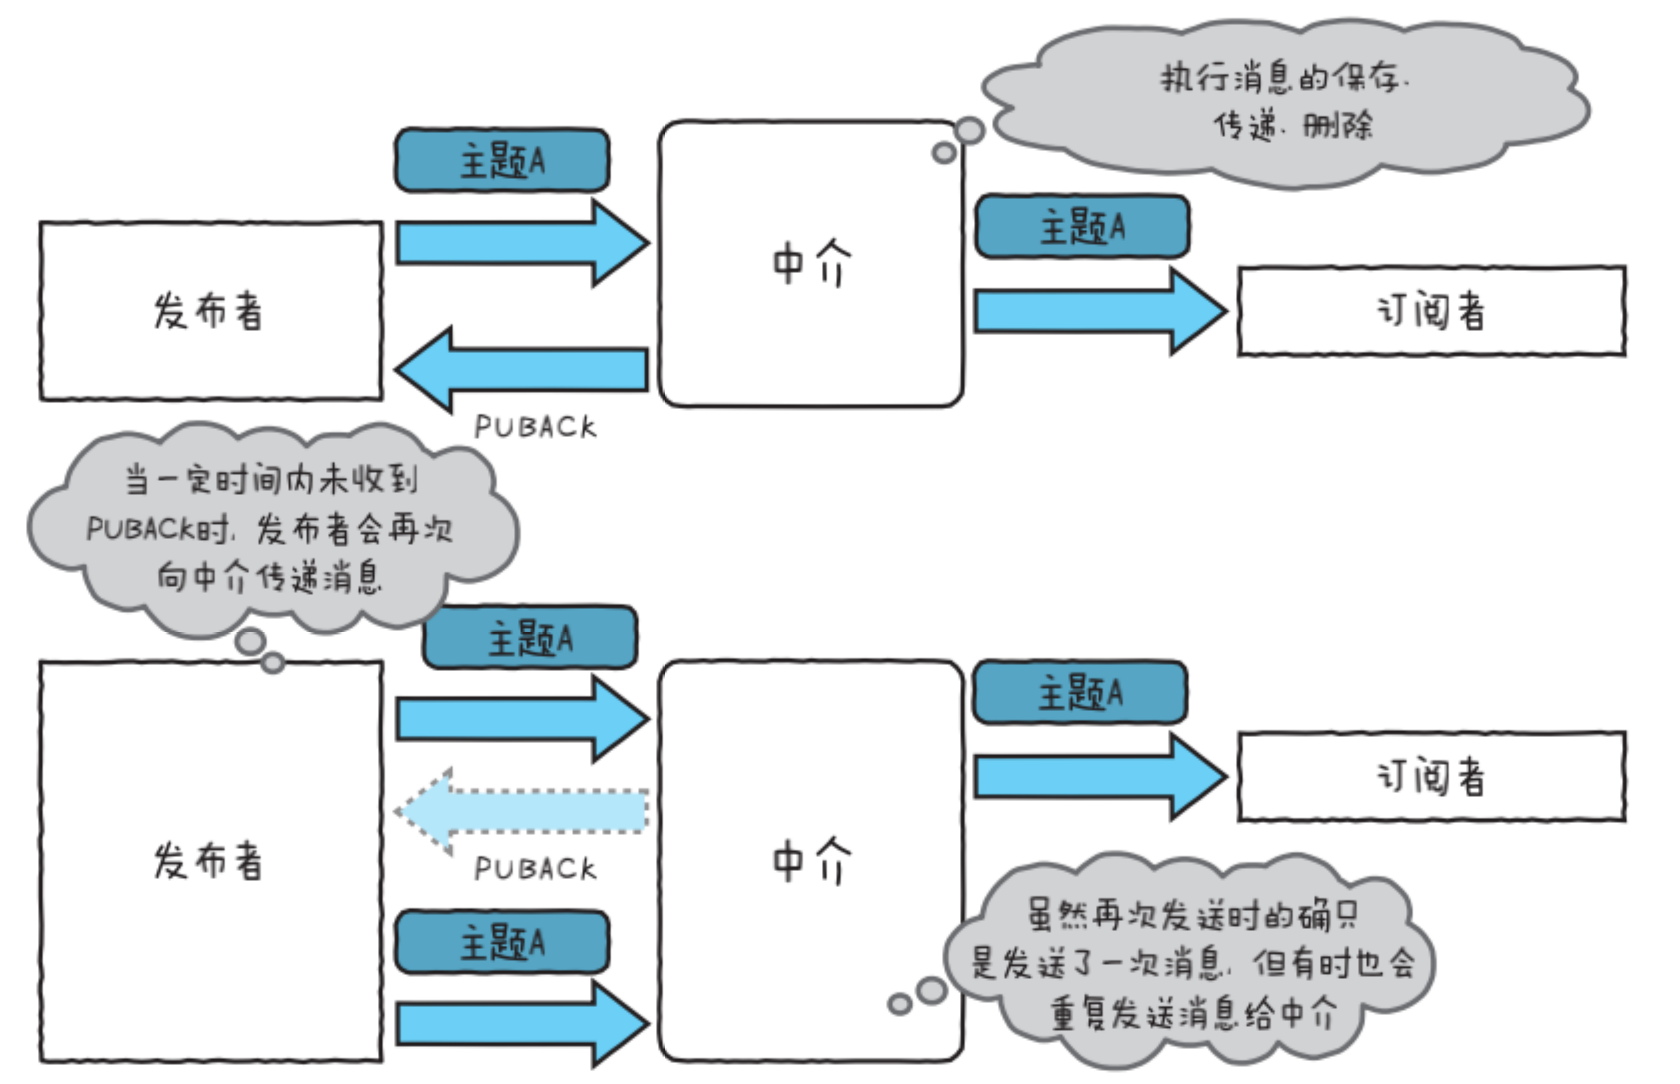 执行消息的保存、
传递、删除
主题A
中介
主题A
发布者
订阅者
PUBACK
当一定时间内未收到
PUBACK时，发布者会再次
向中介传递消息
主题A
主题A
订阅者
发布者
PUBACK
中介
主题A
虽然再次发送时的确只
是发送了一次消息，但有时也会
重复发送消息给中介